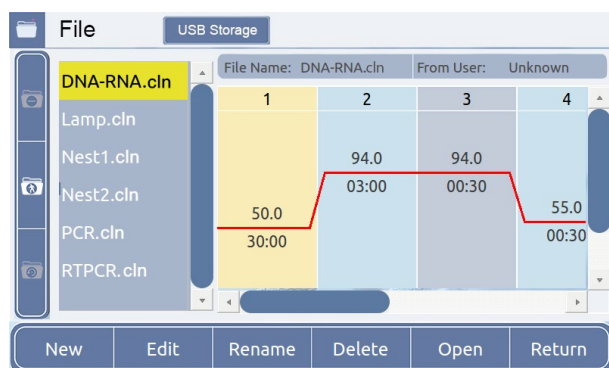 File
USB Storage
DNA-RNA.cln
Lamp.cln
Nest1.cln
Nest2.cln
PCR.cln
RTPCR.cln
File Name: DNA-RNA.cln From User: Unknown
1 2 3 4
94.0 94.0
03:00 00:30
50.0 55.0
30:00 00:30
New Edit Rename Delete Open Return